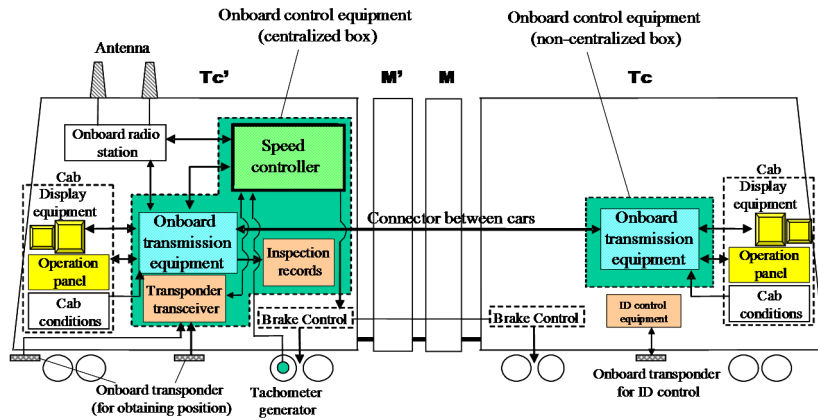 Onboard control equipment
(centralized box)
Onboard control equipment
(non-centralized box)
Antenna
Tc'
M'
M
Tc
Onboard radio
station
Speed
controller
Cab
Display
equipment
Onboard
transmission
equipment
Connector between cars
Onboard
transmission
equipment
Cab
Display
equipment
Operation
panel
Inspection
records
Operation
panel
Cab
conditions
Transponder
transceiver
Brake Control
Brake Control
ID control
equipment
Cab
conditions
Onboard transponder
(for obtaining position)
Tachometer
generator
Onboard transponder
for ID control